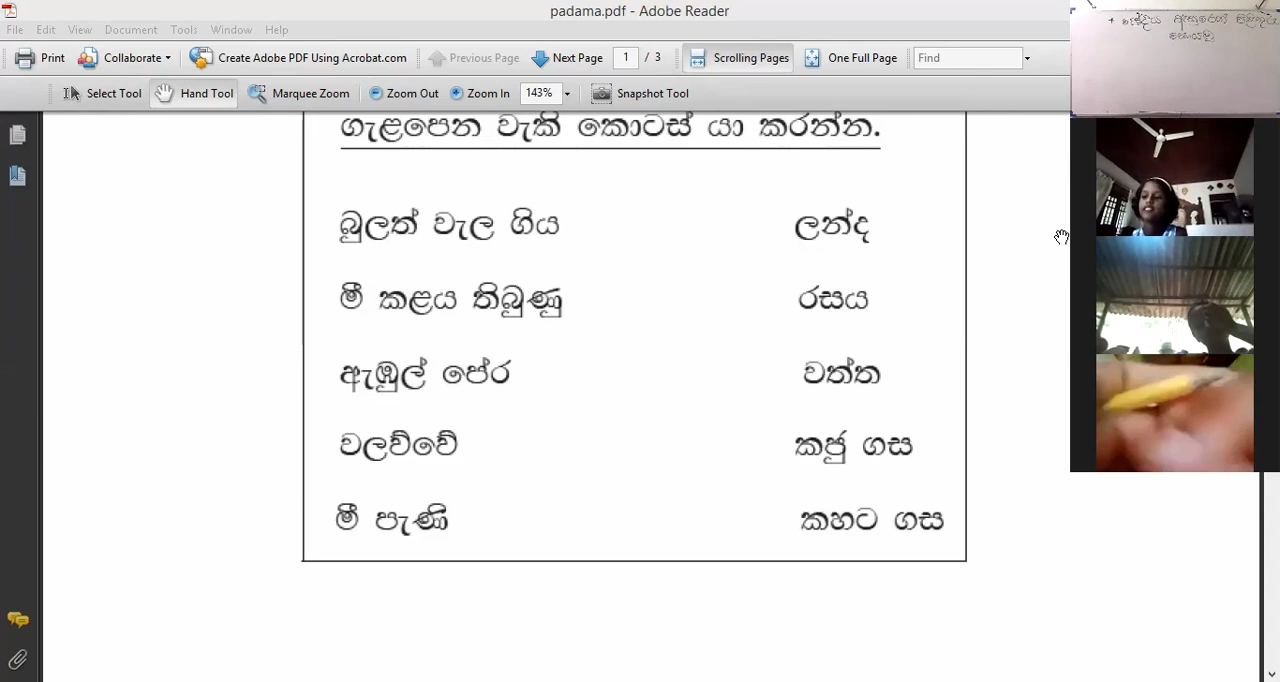 padama.pdf - Adobe Reader
File Edit View Document Tools Window Help
Print Collaborate Create Adobe PDF Using Acrobat.com Previous Page Next Page 1 / 3 Scrolling Pages One Full Page Find
Select Tool Hand Tool Marquee Zoom Zoom Out Zoom In 143% Snapshot Tool
ගැළපෙන වැකි කොටස් යා කරන්න.
බුලත් වැල ගිය ලන්ද
මී කළය තිබුණු රසය
ඇඹුල් පේර වත්ත
වලව්වේ කජු ගස
මී පැණි කහට ගස